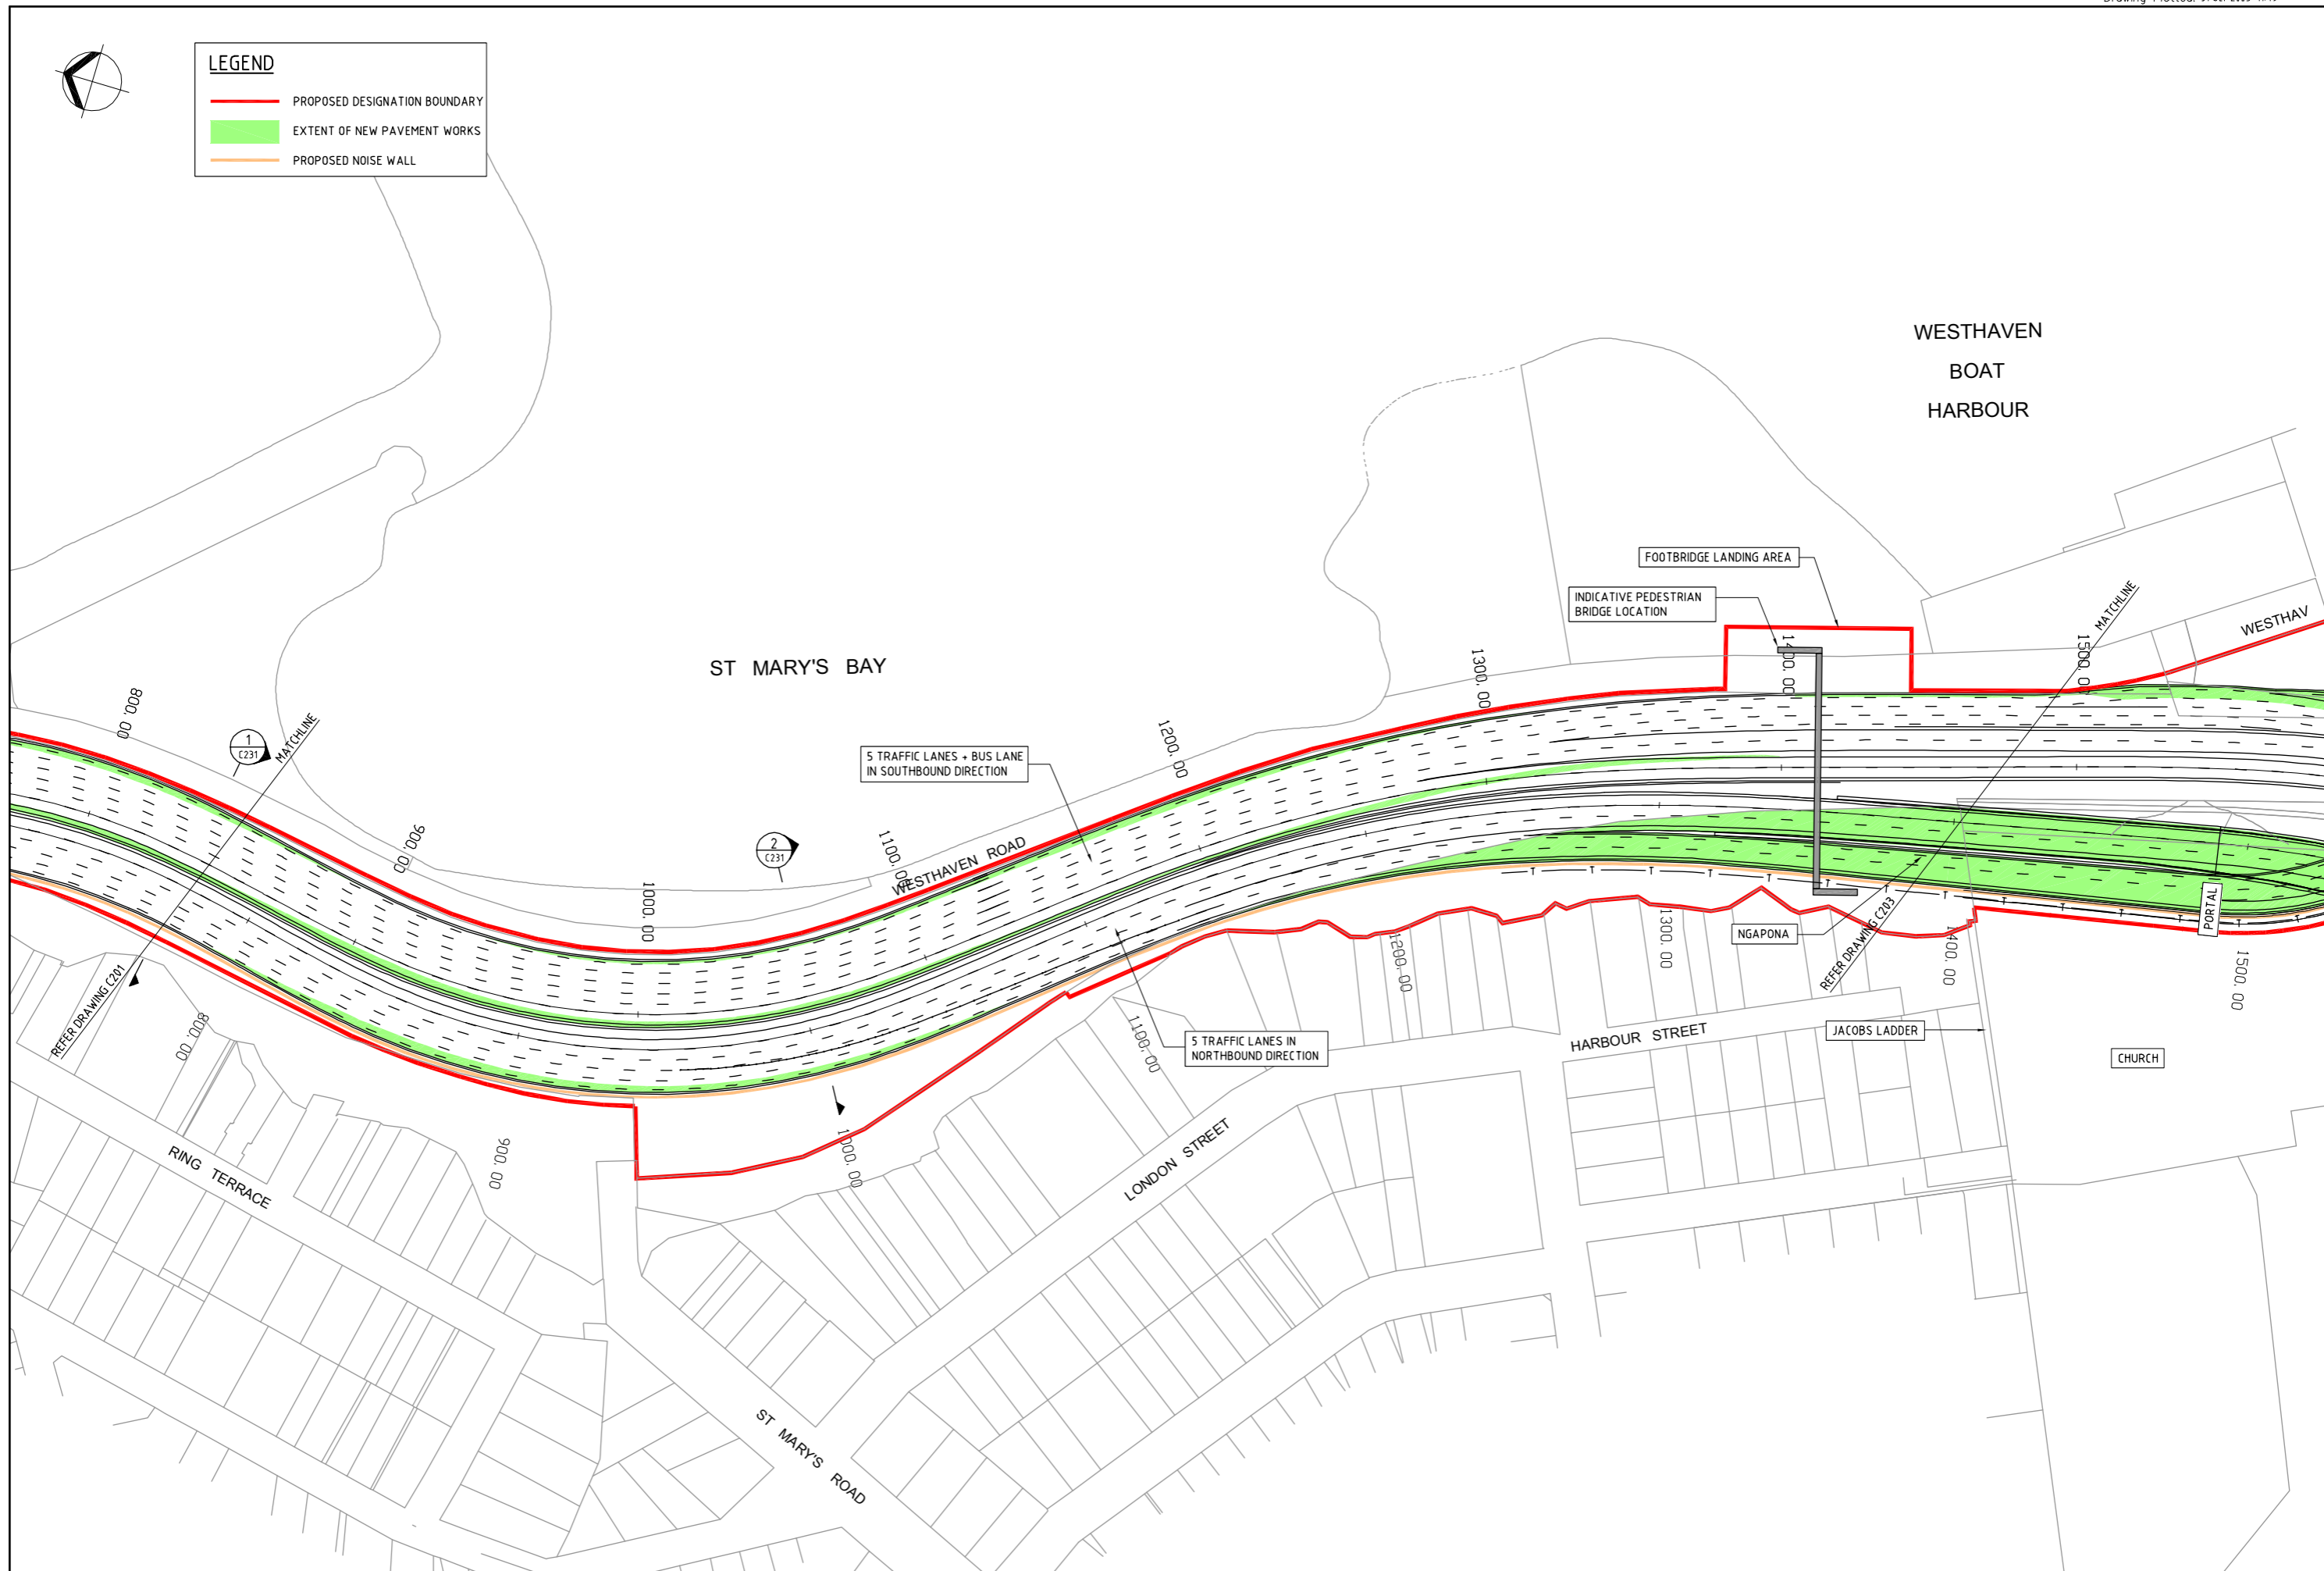 LEGEND
PROPOSED DESIGNATION BOUNDARY
EXTENT OF NEW PAVEMENT WORKS
PROPOSED NOISE WALL
WESTHAVEN
BOAT
HARBOUR
FOOTBRIDGE LANDING AREA
INDICATIVE PEDESTRIAN
BRIDGE LOCATION
MATCHLINE
WESTHAV
ST MARY'S BAY
800.00
1
C231
MATCHLINE
900.00
1000.00
2
C231
1100.00
WESTHAVEN ROAD
5 TRAFFIC LANES + BUS LANE
IN SOUTHBOUND DIRECTION
1200.00
1300.00
1400.00
1500.00
REFER DRAWING C201
800.00
900.00
1000.00
1100.00
1200.00
1300.00
1400.00
1500.00
T T T T T T T T T T T T T T
NGAPONA
REFER DRAWING C203
PORTAL
5 TRAFFIC LANES IN
NORTHBOUND DIRECTION
HARBOUR STREET
JACOBS LADDER
CHURCH
RING TERRACE
LONDON STREET
ST MARY'S ROAD